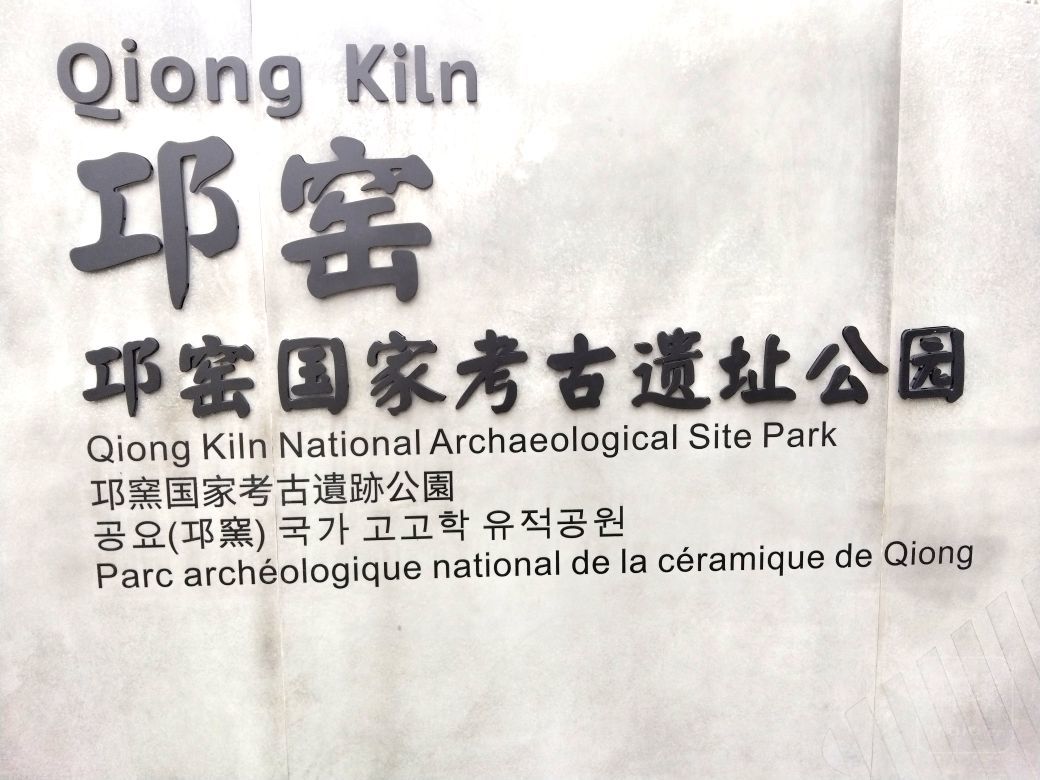 Qiong Kiln
邛窑
邛窑国家考古遗址公园
Qiong Kiln National Archaeological Site Park
邛窯国家考古遺跡公園
공요(邛窯) 국가 고고학 유적공원
Parc archéologique national de la céramique de Qiong